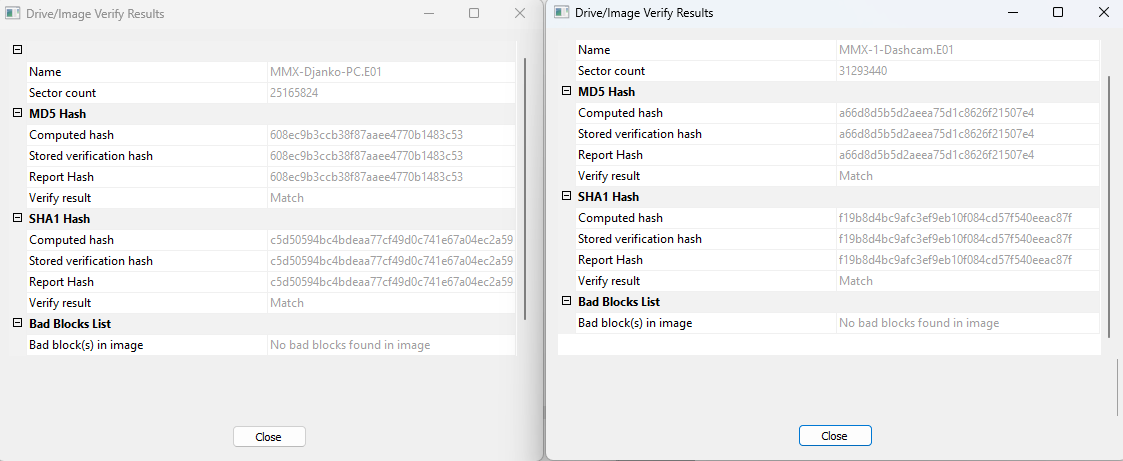 Drive/Image Verify Results
Name MMX-Djanko-PC.E01
Sector count 25165824
MD5 Hash
Computed hash 608ec9b3ccb38f87aaee4770b1483c53
Stored verification hash 608ec9b3ccb38f87aaee4770b1483c53
Report Hash 608ec9b3ccb38f87aaee4770b1483c53
Verify result Match
SHA1 Hash
Computed hash c5d50594bc4bdeaa77cf49d0c741e67a04ec2a59
Stored verification hash c5d50594bc4bdeaa77cf49d0c741e67a04ec2a59
Report Hash c5d50594bc4bdeaa77cf49d0c741e67a04ec2a59
Verify result Match
Bad Blocks List
Bad block(s) in image No bad blocks found in image
Close
Drive/Image Verify Results
Name MMX-1-Dashcam.E01
Sector count 31293440
MD5 Hash
Computed hash a66d8d5b5d2aeea75d1c8626f21507e4
Stored verification hash a66d8d5b5d2aeea75d1c8626f21507e4
Report Hash a66d8d5b5d2aeea75d1c8626f21507e4
Verify result Match
SHA1 Hash
Computed hash f19b8d4bc9afc3ef9eb10f084cd57f540eeac87f
Stored verification hash f19b8d4bc9afc3ef9eb10f084cd57f540eeac87f
Report Hash f19b8d4bc9afc3ef9eb10f084cd57f540eeac87f
Verify result Match
Bad Blocks List
Bad block(s) in image No bad blocks found in image
Close